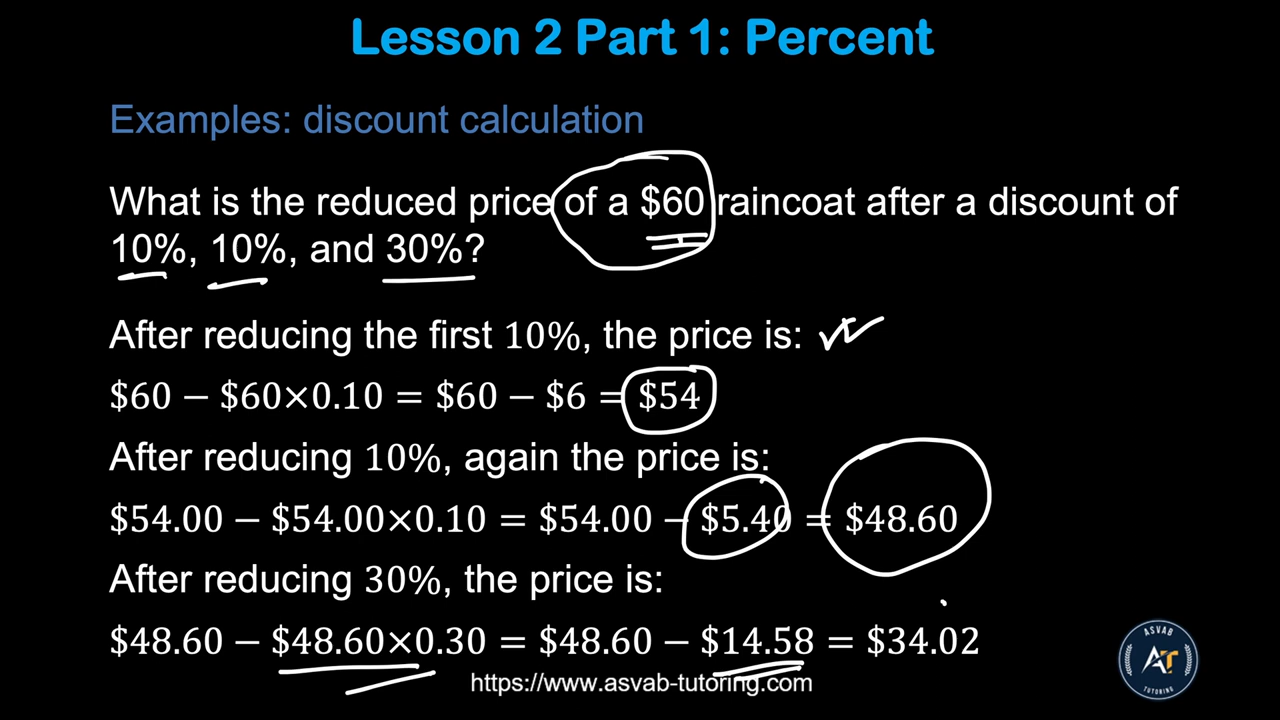 Lesson 2 Part 1: Percent
Examples: discount calculation
What is the reduced price of a $60 raincoat after a discount of
10%, 10%, and 30%?
After reducing the first 10%, the price is:
$60 − $60×0.10 = $60 − $6 = $54
After reducing 10%, again the price is:
$54.00 − $54.00×0.10 = $54.00 − $5.40 = $48.60
After reducing 30%, the price is:
$48.60 − $48.60×0.30 = $48.60 − $14.58 = $34.02
https://www.asvab-tutoring.com
ASVAB
AT
TUTORING